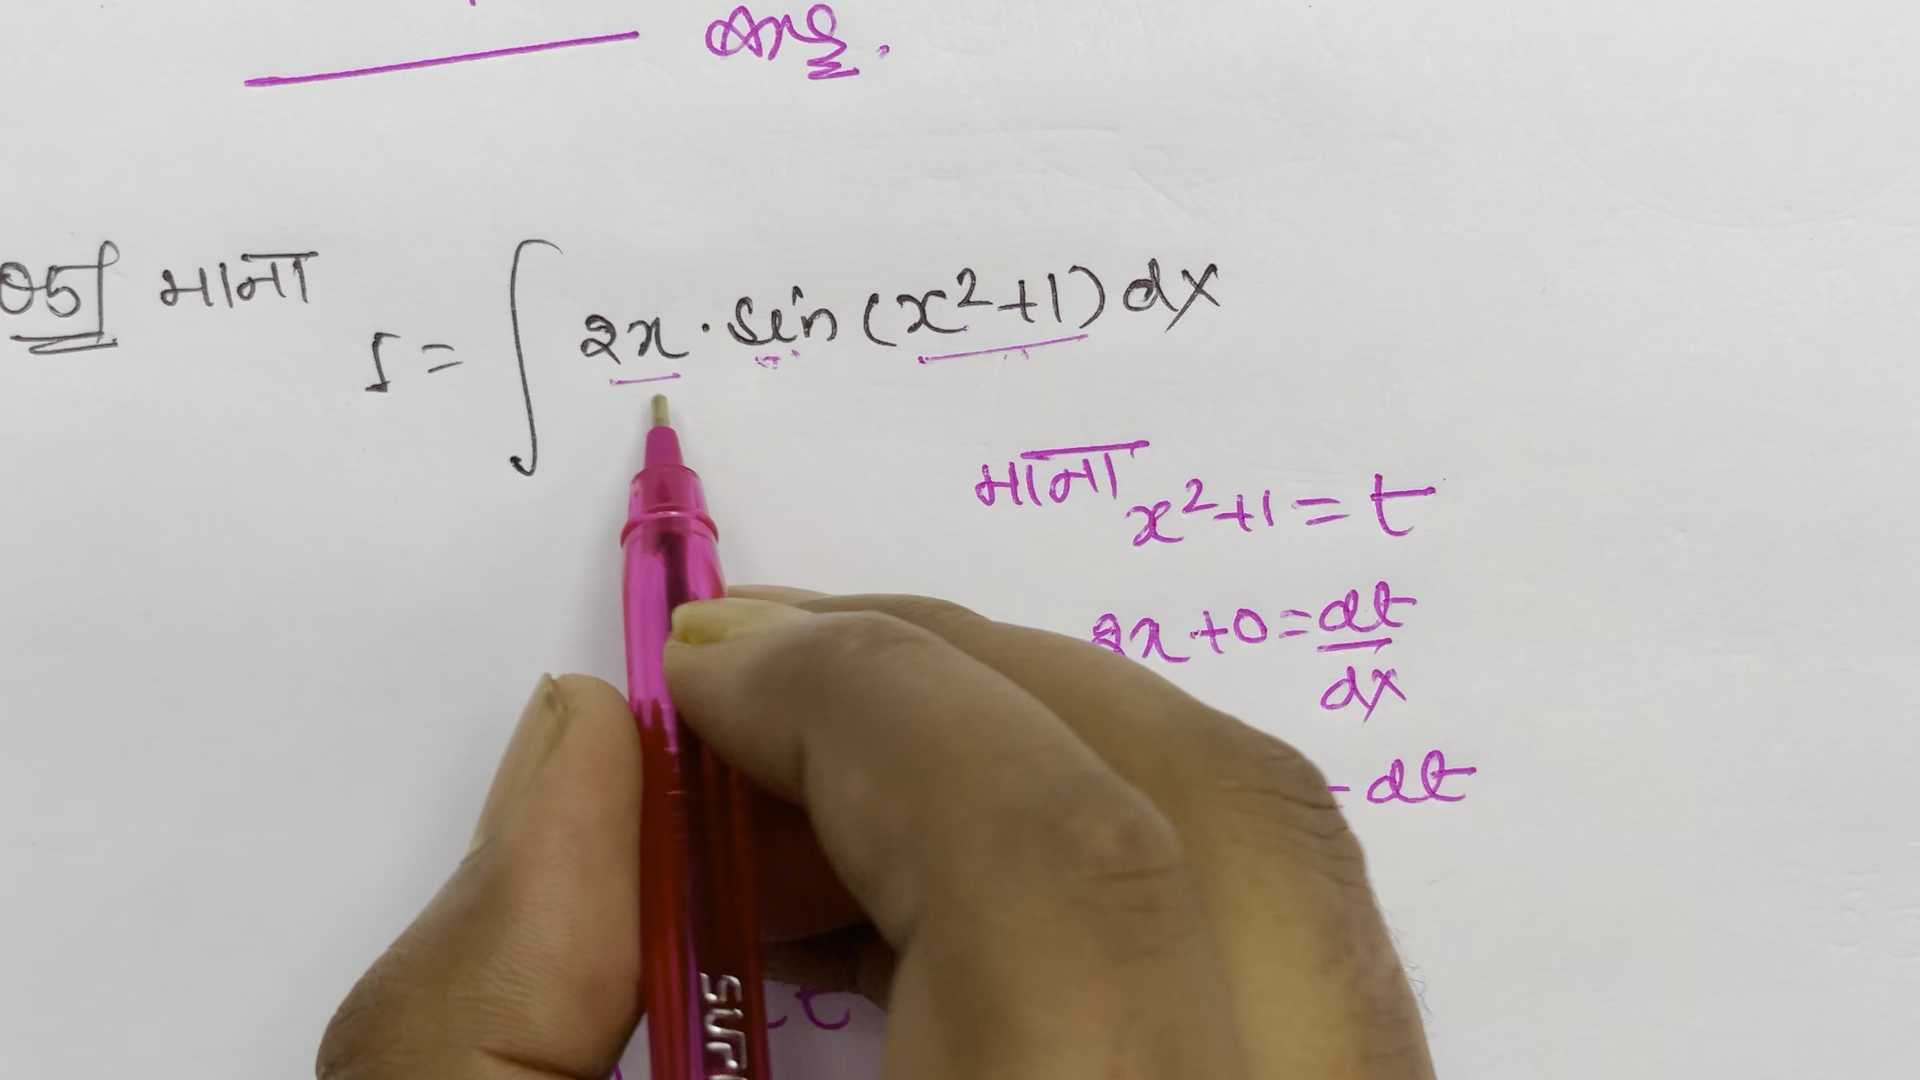 Ans.
05 माना
I = ∫ 2x · sin (x²+1) dx
माना x²+1 = t
2x + 0 = dt/dx
= dt